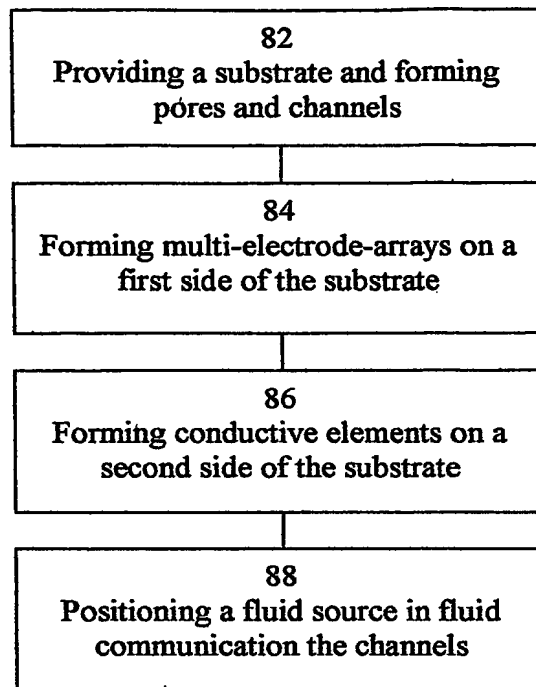 82
Providing a substrate and forming
pores and channels
84
Forming multi-electrode-arrays on a
first side of the substrate
86
Forming conductive elements on a
second side of the substrate
88
Positioning a fluid source in fluid
communication the channels